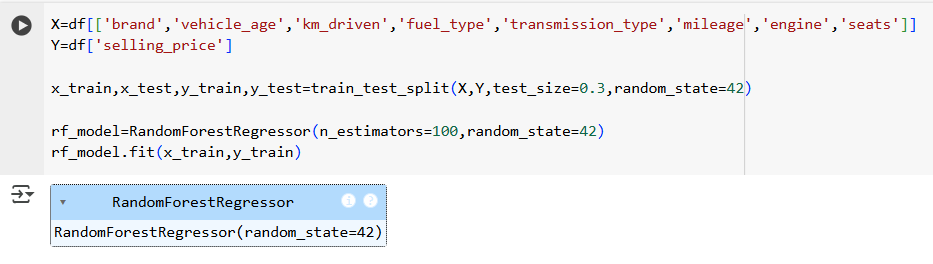 X=df[['brand','vehicle_age','km_driven','fuel_type','transmission_type','mileage','engine','seats']]
Y=df['selling_price']
x_train,x_test,y_train,y_test=train_test_split(X,Y,test_size=0.3,random_state=42)
rf_model=RandomForestRegressor(n_estimators=100,random_state=42)
rf_model.fit(x_train,y_train)
RandomForestRegressor i ?
RandomForestRegressor(random_state=42)